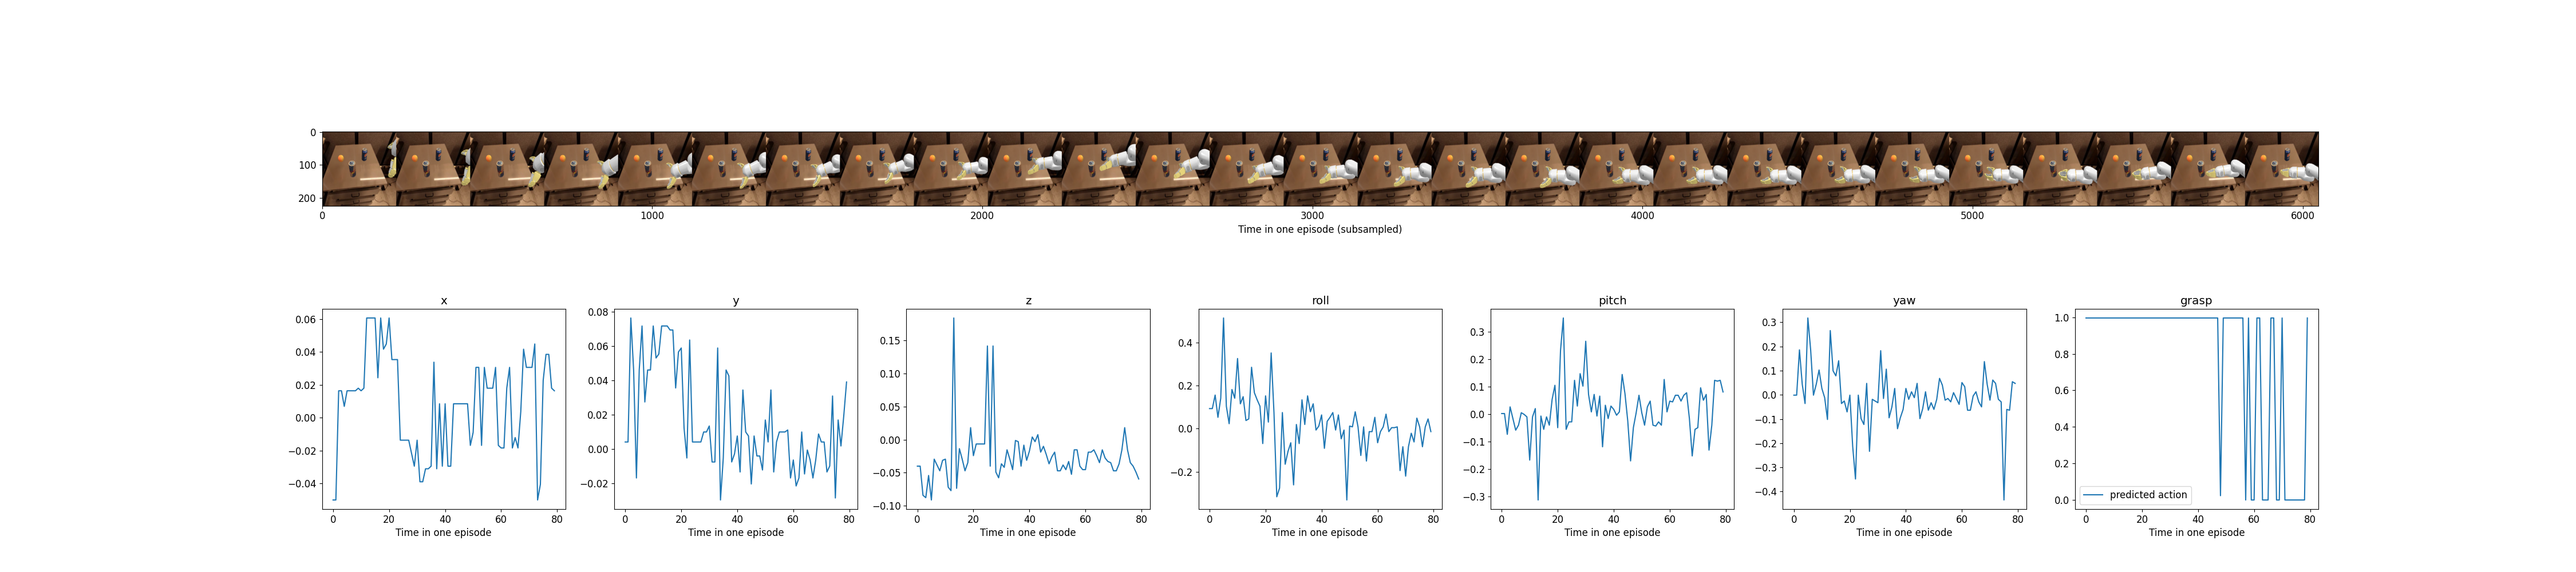 0
100
200
0 1000 2000 3000 4000 5000 6000
Time in one episode (subsampled)
x
0.06
0.04
0.02
0.00
−0.02
−0.04
0 20 40 60 80
Time in one episode
y
0.08
0.06
0.04
0.02
0.00
−0.02
0 20 40 60 80
Time in one episode
z
0.15
0.10
0.05
0.00
−0.05
−0.10
0 20 40 60 80
Time in one episode
roll
0.4
0.2
0.0
−0.2
0 20 40 60 80
Time in one episode
pitch
0.3
0.2
0.1
0.0
−0.1
−0.2
−0.3
0 20 40 60 80
Time in one episode
yaw
0.3
0.2
0.1
0.0
−0.1
−0.2
−0.3
−0.4
0 20 40 60 80
Time in one episode
grasp
1.0
0.8
0.6
0.4
0.2
0.0
predicted action
0 20 40 60 80
Time in one episode